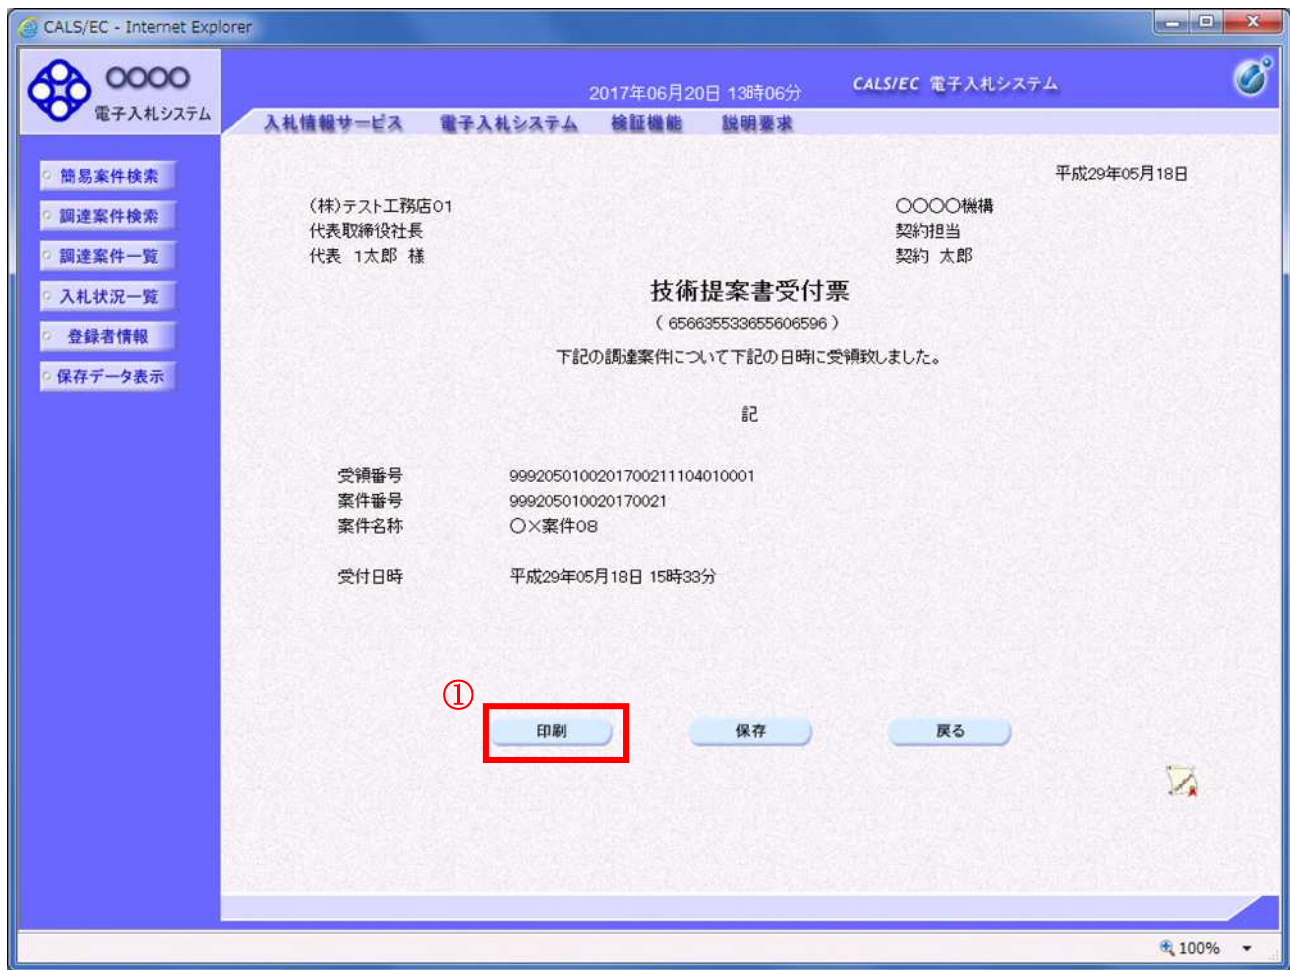 CALS/EC - Internet Explorer
〇〇〇〇
電子入札システム
2017年06月20日 13時06分
CALS/EC 電子入札システム
入札情報サービス 電子入札システム 検証機能 説明要求
簡易案件検索
調達案件検索
調達案件一覧
入札状況一覧
登録者情報
保存データ表示
平成29年05月18日
(株)テスト工務店01
代表取締役社長
代表 1太郎 様
〇〇〇〇機構
契約担当
契約 太郎
技術提案書受付票
( 656635533655606596 )
下記の調達案件について下記の日時に受領致しました。
記
受領番号 9992050100201700211104010001
案件番号 999205010020170021
案件名称 〇×案件08
受付日時 平成29年05月18日 15時33分
①
印刷 保存 戻る
100%